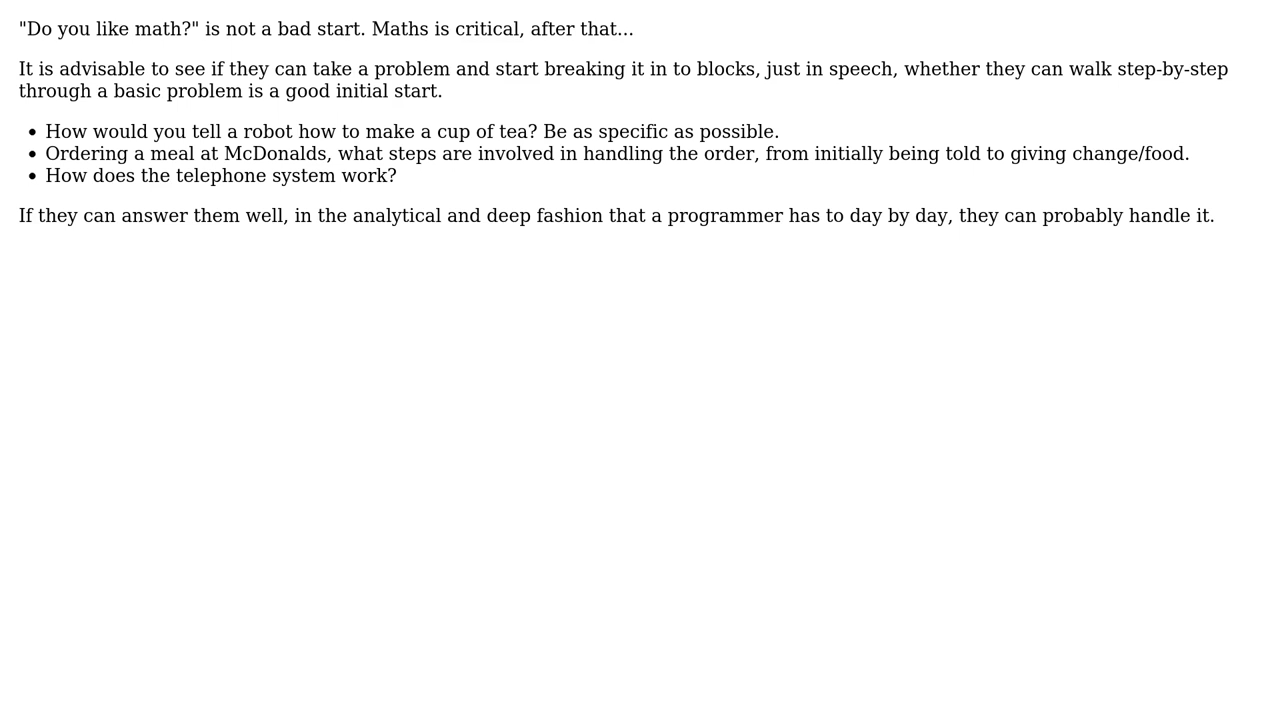 "Do you like math?" is not a bad start. Maths is critical, after that...
It is advisable to see if they can take a problem and start breaking it in to blocks, just in speech, whether they can walk step-by-step
through a basic problem is a good initial start.
• How would you tell a robot how to make a cup of tea? Be as specific as possible.
• Ordering a meal at McDonalds, what steps are involved in handling the order, from initially being told to giving change/food.
• How does the telephone system work?
If they can answer them well, in the analytical and deep fashion that a programmer has to day by day, they can probably handle it.